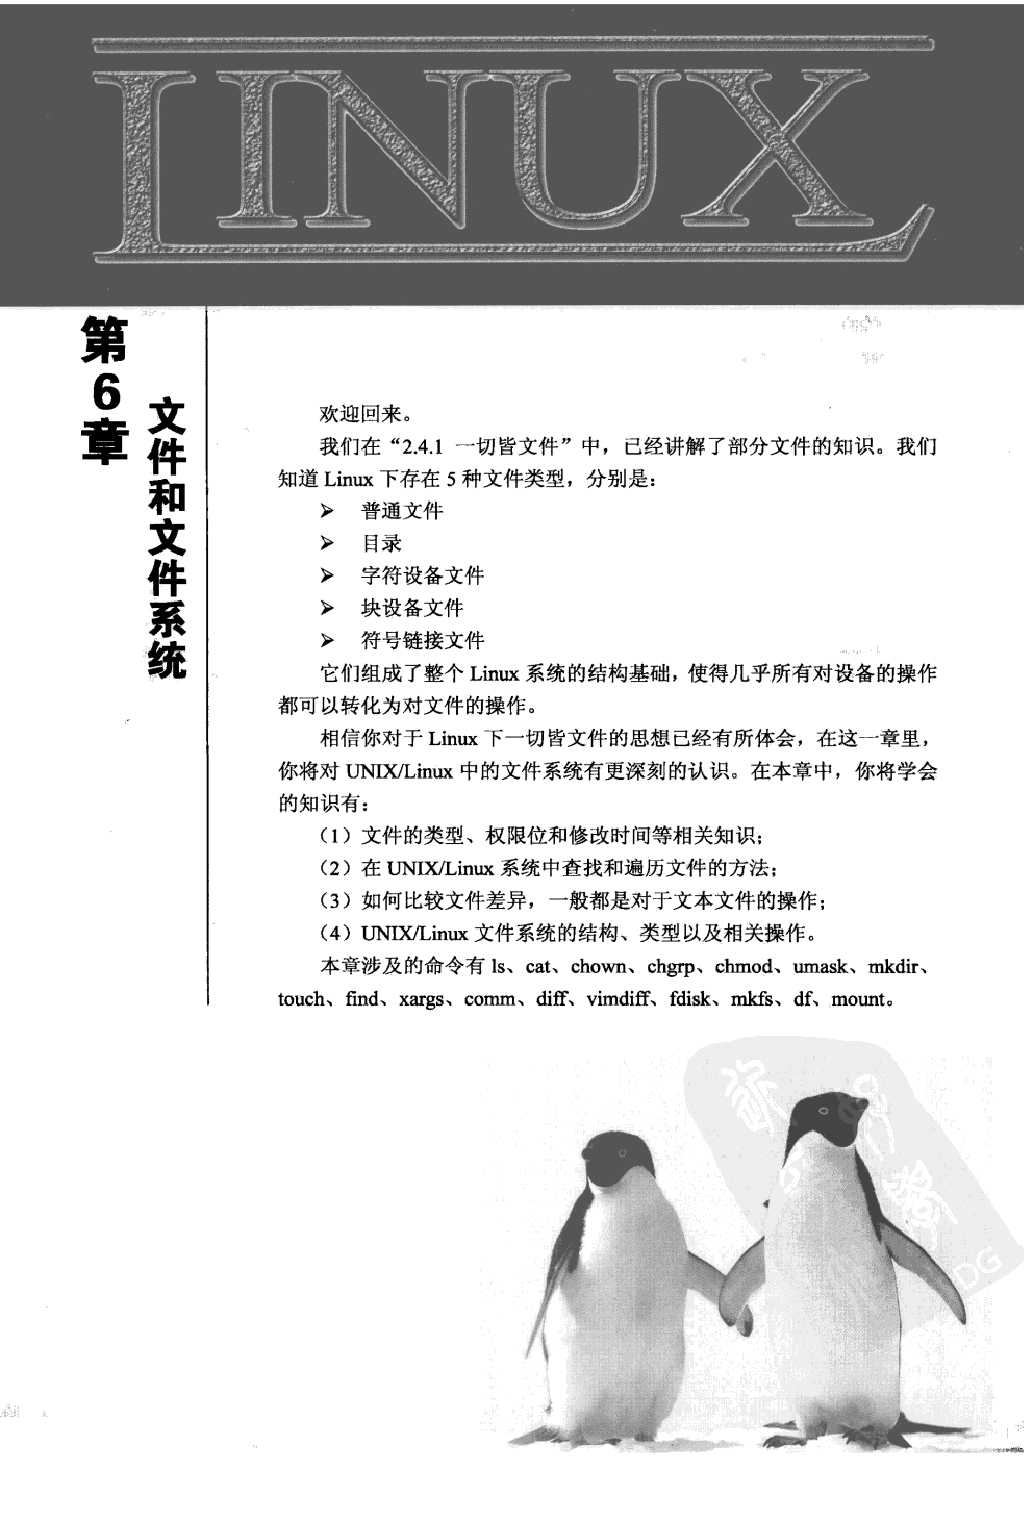 LINUX
第6章
文件和文件系统
欢迎回来。
我们在“2.4.1 一切皆文件”中，已经讲解了部分文件的知识。我们
知道 Linux 下存在 5 种文件类型，分别是：
➢ 普通文件
➢ 目录
➢ 字符设备文件
➢ 块设备文件
➢ 符号链接文件
它们组成了整个 Linux 系统的结构基础，使得几乎所有对设备的操作
都可以转化为对文件的操作。
相信你对于 Linux 下一切皆文件的思想已经有所体会，在这一章里，
你将对 UNIX/Linux 中的文件系统有更深刻的认识。在本章中，你将学会
的知识有：
（1）文件的类型、权限位和修改时间等相关知识；
（2）在 UNIX/Linux 系统中查找和遍历文件的方法；
（3）如何比较文件差异，一般都是对于文本文件的操作；
（4）UNIX/Linux 文件系统的结构、类型以及相关操作。
本章涉及的命令有 ls、cat、chown、chgrp、chmod、umask、mkdir、
touch、find、xargs、comm、diff、vimdiff、fdisk、mkfs、df、mount。